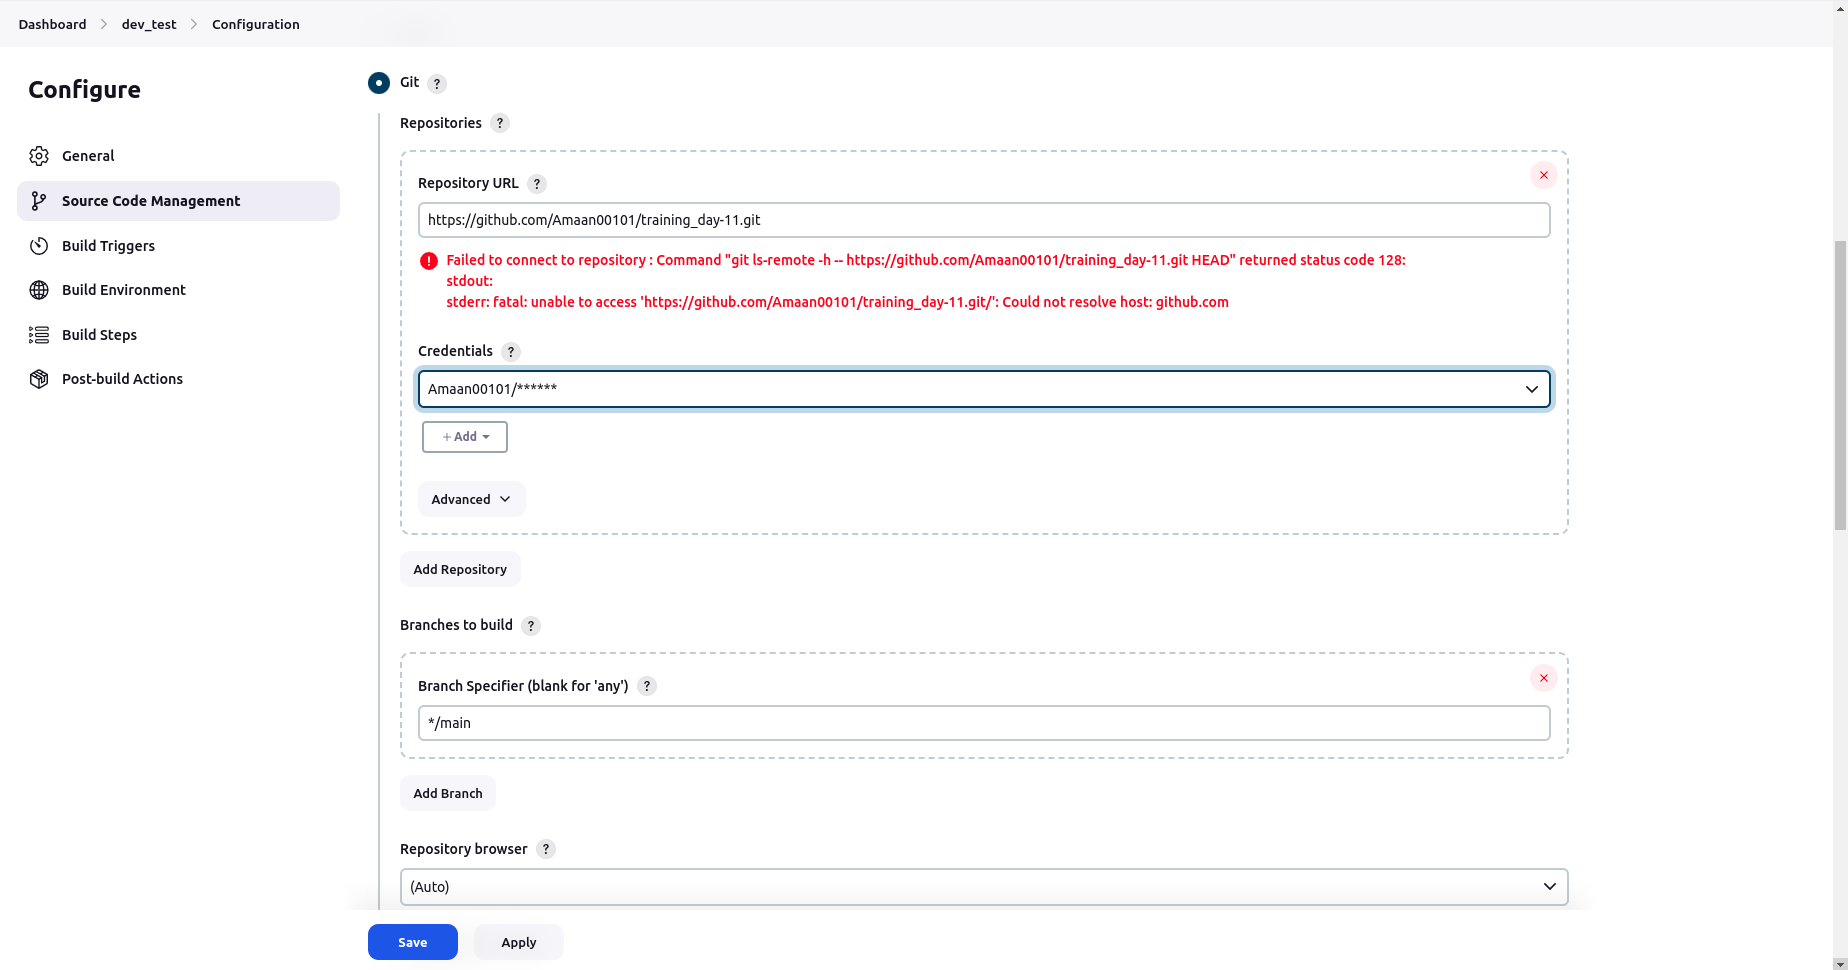 Dashboard > dev_test > Configuration
Configure
General
Source Code Management
Build Triggers
Build Environment
Build Steps
Post-build Actions
Git ?
Repositories ?
Repository URL ?
https://github.com/Amaan00101/training_day-11.git
Failed to connect to repository : Command "git ls-remote -h -- https://github.com/Amaan00101/training_day-11.git HEAD" returned status code 128:
stdout:
stderr: fatal: unable to access 'https://github.com/Amaan00101/training_day-11.git/': Could not resolve host: github.com
Credentials ?
Amaan00101/******
+ Add
Advanced
Add Repository
Branches to build ?
Branch Specifier (blank for 'any') ?
*/main
Add Branch
Repository browser ?
(Auto)
Save Apply